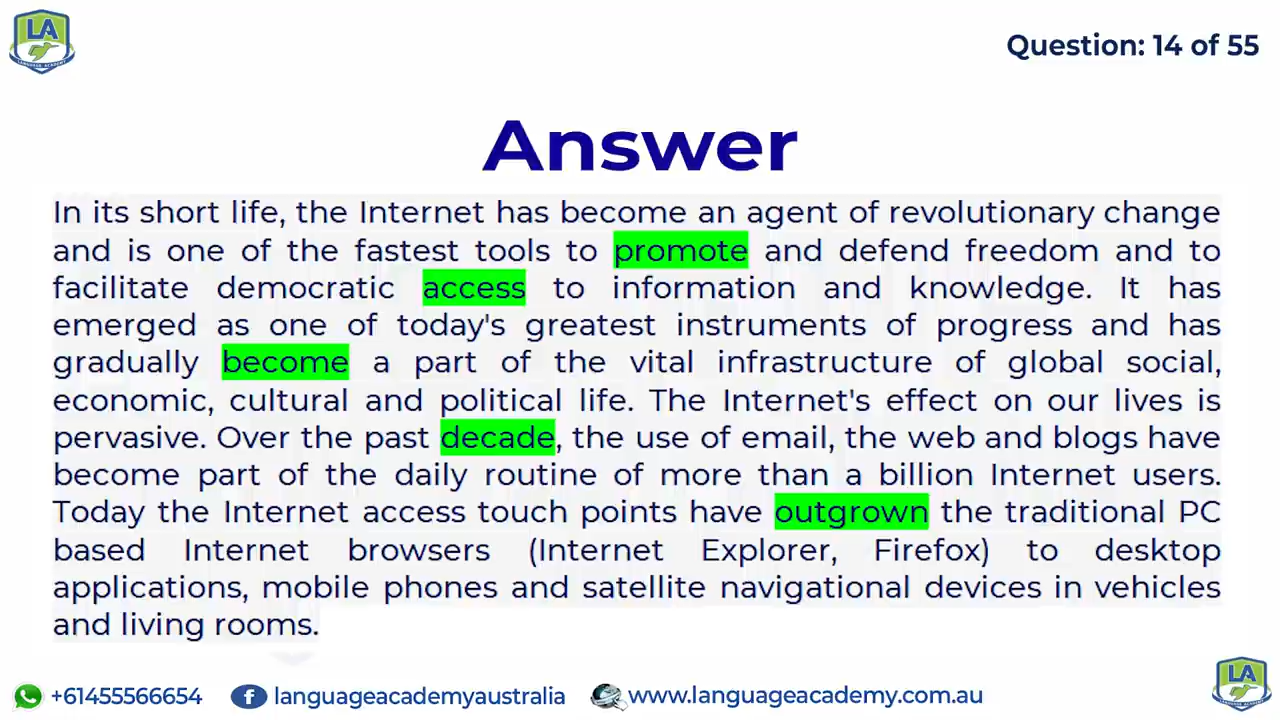 LA
LANGUAGE ACADEMY
Question: 14 of 55
Answer
In its short life, the Internet has become an agent of revolutionary change
and is one of the fastest tools to promote and defend freedom and to
facilitate democratic access to information and knowledge. It has
emerged as one of today's greatest instruments of progress and has
gradually become a part of the vital infrastructure of global social,
economic, cultural and political life. The Internet's effect on our lives is
pervasive. Over the past decade, the use of email, the web and blogs have
become part of the daily routine of more than a billion Internet users.
Today the Internet access touch points have outgrown the traditional PC
based Internet browsers (Internet Explorer, Firefox) to desktop
applications, mobile phones and satellite navigational devices in vehicles
and living rooms.
+61455566654 languageacademyaustralia www.languageacademy.com.au
LA
LANGUAGE ACADEMY